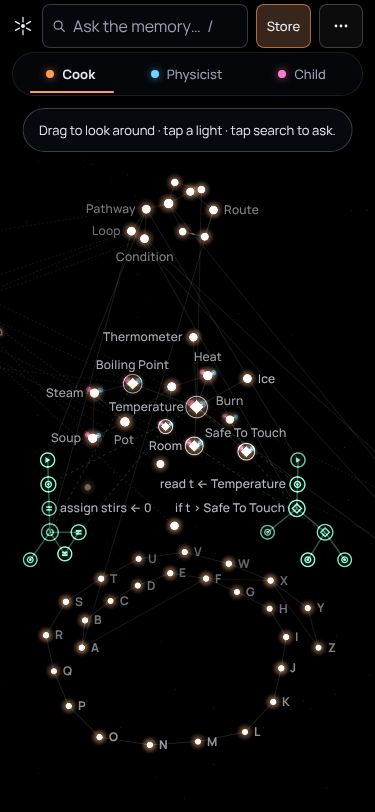 Ask the memory… /
Store
Cook
Physicist
Child
Drag to look around · tap a light · tap search to ask.
Pathway
Route
Loop
Condition
Thermometer
Heat
Boiling Point
Ice
Steam
Burn
Temperature
Safe To Touch
Soup
Pot
Room
read t ← Temperature
assign stirs ← 0
if t > Safe To Touch
V
U
W
E
T
F
X
D
G
C
S
H
Y
B
R
I
A
Z
J
Q
K
P
L
O
M
N